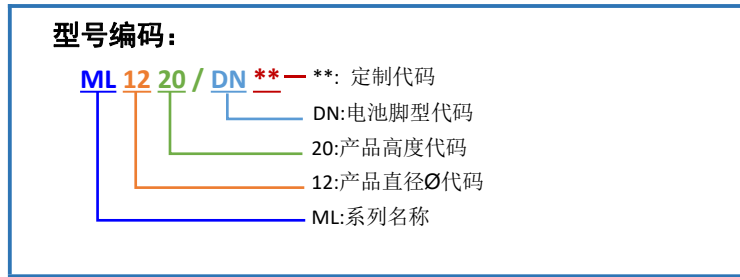 型号编码：
ML 12 20 / DN ** **: 定制代码
DN:电池脚型代码
20:产品高度代码
12:产品直径Ø代码
ML:系列名称